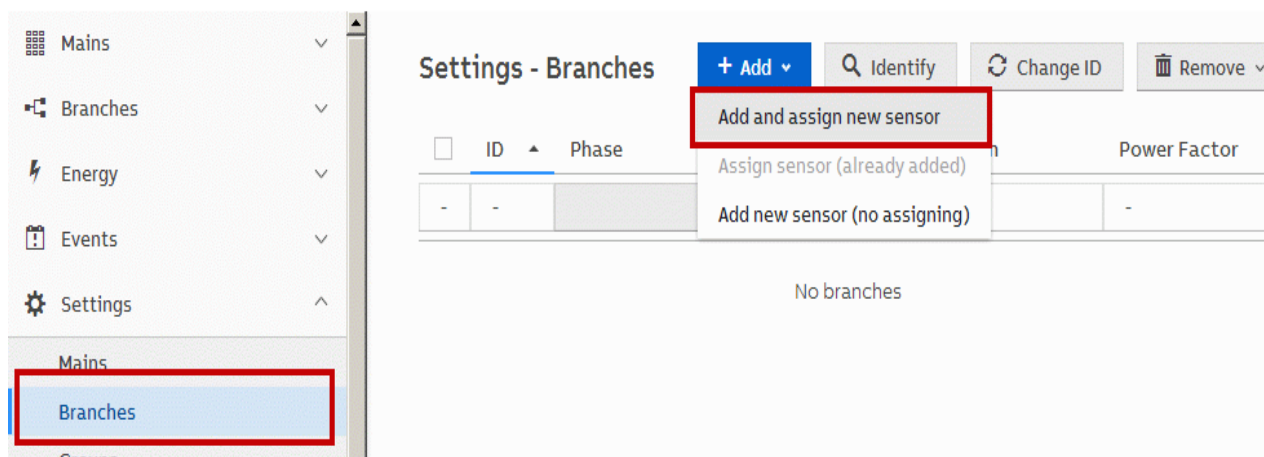 Mains
Branches
Energy
Events
Settings
Mains
Branches
Settings - Branches
+ Add
Identify
Change ID
Remove
Add and assign new sensor
Assign sensor (already added)
Add new sensor (no assigning)
ID Phase Power Factor
- - -
No branches